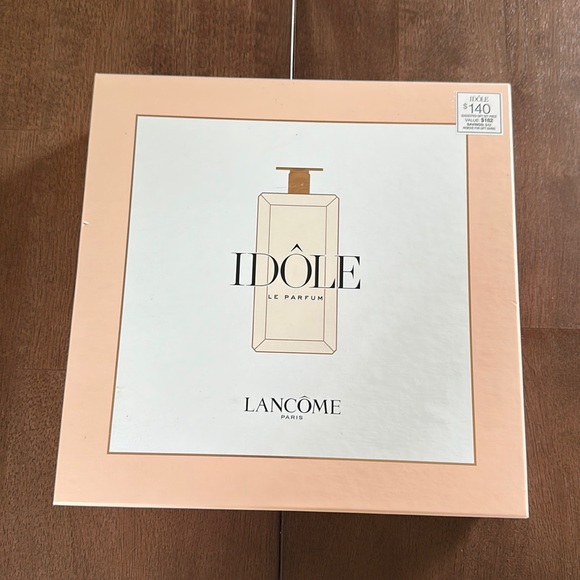 IDÔLE
$140
VALUE $182
IDÔLE
LE PARFUM
LANCÔME
PARIS